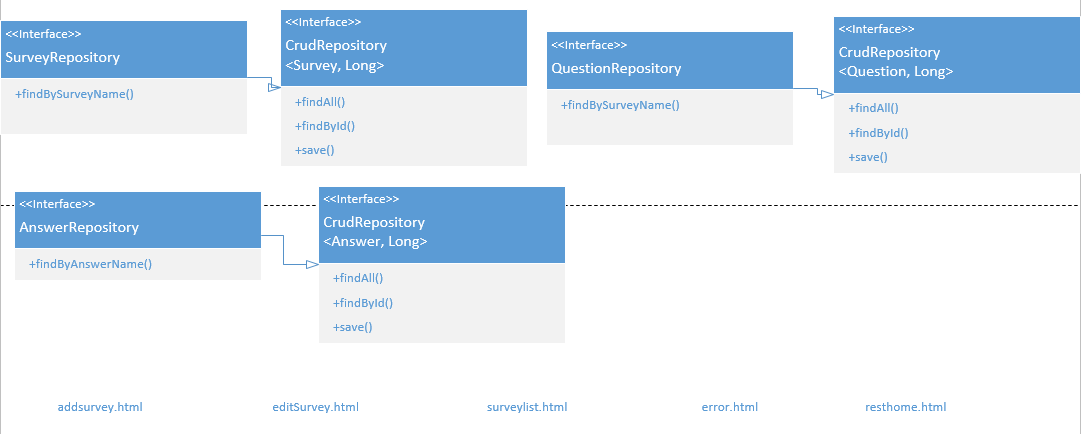 <<Interface>>
SurveyRepository
+findBySurveyName()
<<Interface>>
CrudRepository
<Survey, Long>
+findAll()
+findById()
+save()
<<Interface>>
QuestionRepository
+findBySurveyName()
<<Interface>>
CrudRepository
<Question, Long>
+findAll()
+findById()
+save()
<<Interface>>
AnswerRepository
+findByAnswerName()
<<Interface>>
CrudRepository
<Answer, Long>
+findAll()
+findById()
+save()
addsurvey.html
editSurvey.html
surveylist.html
error.html
resthome.html